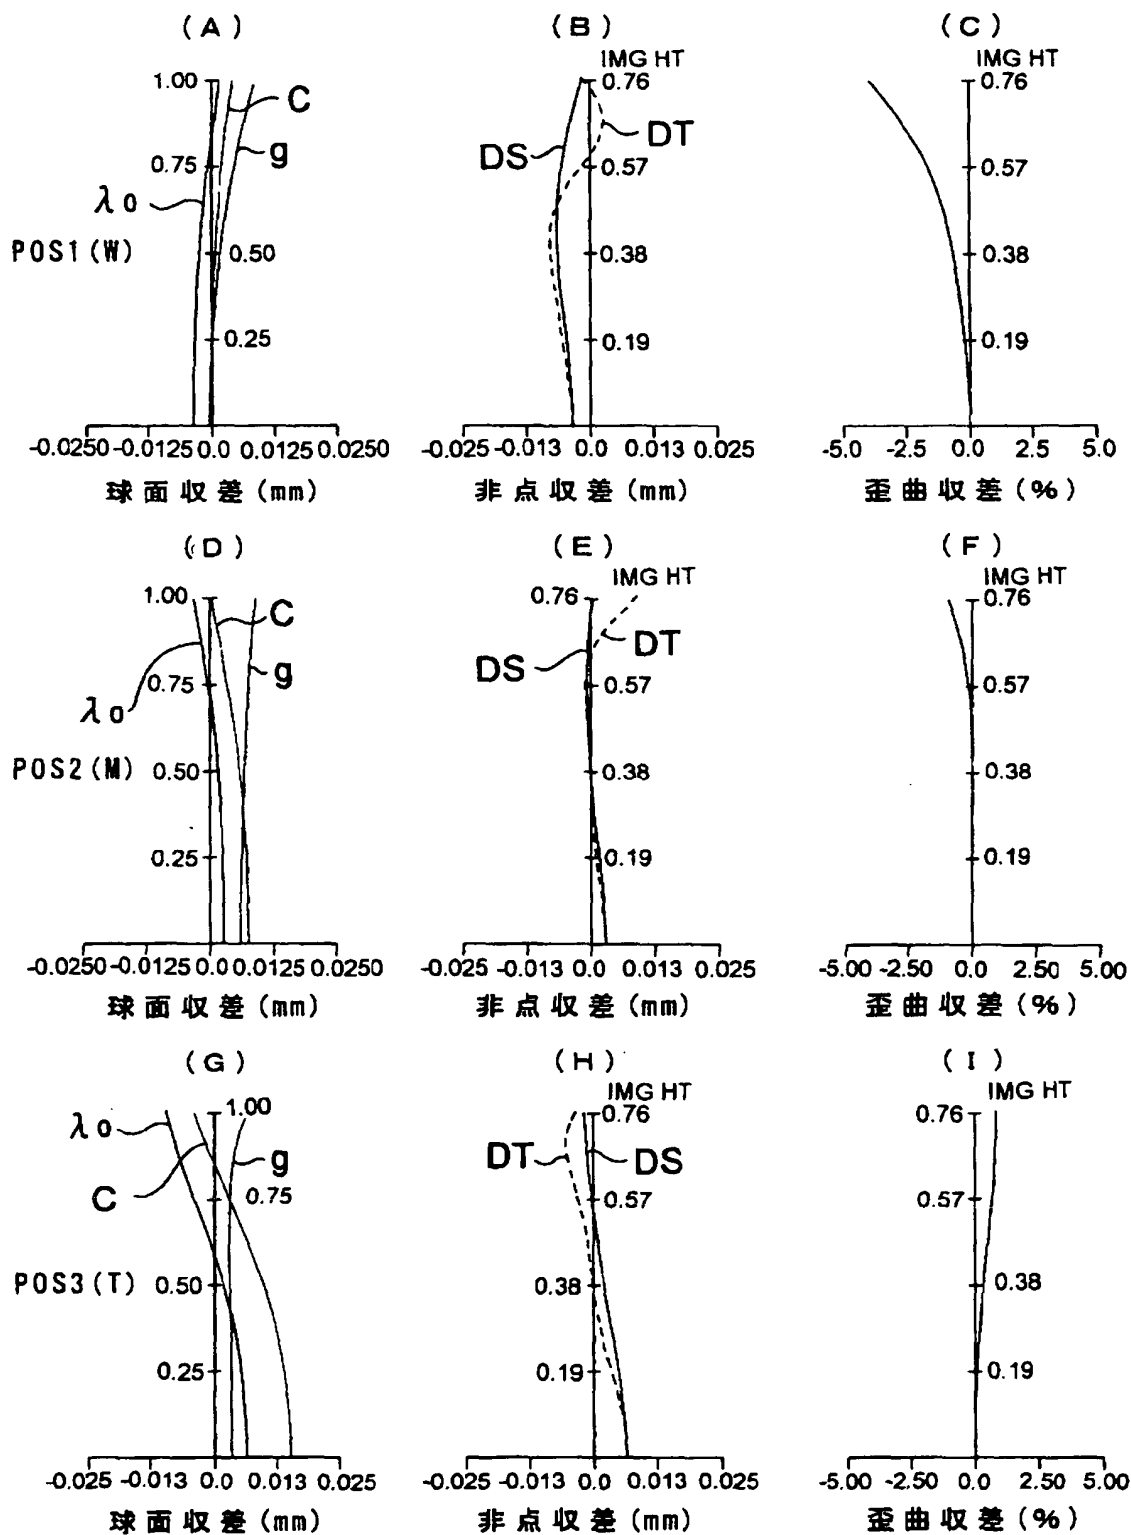 (A) (B) (C)
IMG HT IMG HT
1.00 0.76 0.76
C DT
g DS
0.75 0.57 0.57
λo
POS1(W) 0.50 0.38 0.38
0.25 0.19 0.19
-0.0250 -0.0125 0.0 0.0125 0.0250 -0.025 -0.013 0.0 0.013 0.025 -5.0 -2.5 0.0 2.5 5.0
球面収差(mm) 非点収差(mm) 歪曲収差(%)
(D) (E) (F)
IMG HT IMG HT
1.00 0.76 0.76
C DT
g DS
0.75 0.57 0.57
λo
POS2(M) 0.50 0.38 0.38
0.25 0.19 0.19
-0.0250 -0.0125 0.0 0.0125 0.0250 -0.025 -0.013 0.0 0.013 0.025 -5.00 -2.50 0.0 2.50 5.00
球面収差(mm) 非点収差(mm) 歪曲収差(%)
(G) (H) (I)
IMG HT IMG HT
1.00 0.76 0.76
λo
g DT DS
C 0.75 0.57 0.57
POS3(T) 0.50 0.38 0.38
0.25 0.19 0.19
-0.025 -0.013 0.0 0.013 0.025 -0.025 -0.013 0.0 0.013 0.025 -5.00 -2.50 0.0 2.50 5.00
球面収差(mm) 非点収差(mm) 歪曲収差(%)